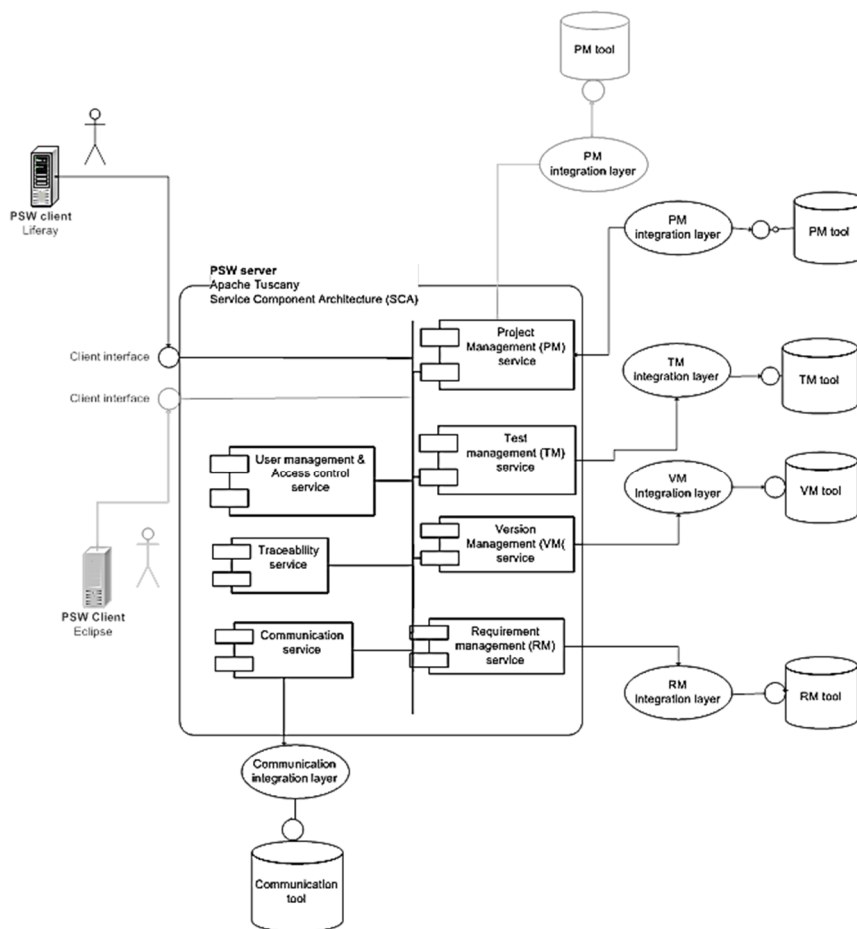 PM tool
PM
integration layer
PSW client
Liferay
PM
integration layer
PM tool
PSW server
Apache Tuscany
Service Component Architecture (SCA)
Client interface
Project
Management (PM)
service
TM
integration layer
TM tool
Client interface
Test
management (TM)
service
User management &
Access control
service
VM
Integration layer
VM tool
Version
Management (VM(
service
Traceability
service
PSW Client
Eclipse
Communication
service
Requirement
management (RM)
service
RM
integration layer
RM tool
Communication
integration layer
Communication
tool